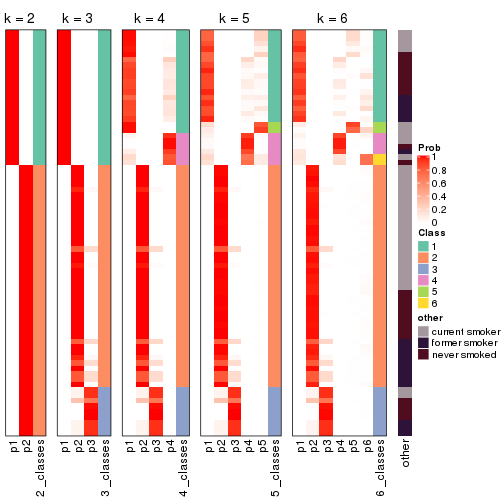 k = 2
k = 3
k = 4
k = 5
k = 6
Prob
1
0.8
0.6
0.4
0.2
0
Class
1
2
3
4
5
6
other
current smoker
former smoker
never smoked
p1
p2
2_classes
p1
p2
p3
3_classes
p1
p2
p3
p4
4_classes
p1
p2
p3
p4
p5
5_classes
p1
p2
p3
p4
p5
p6
6_classes
other